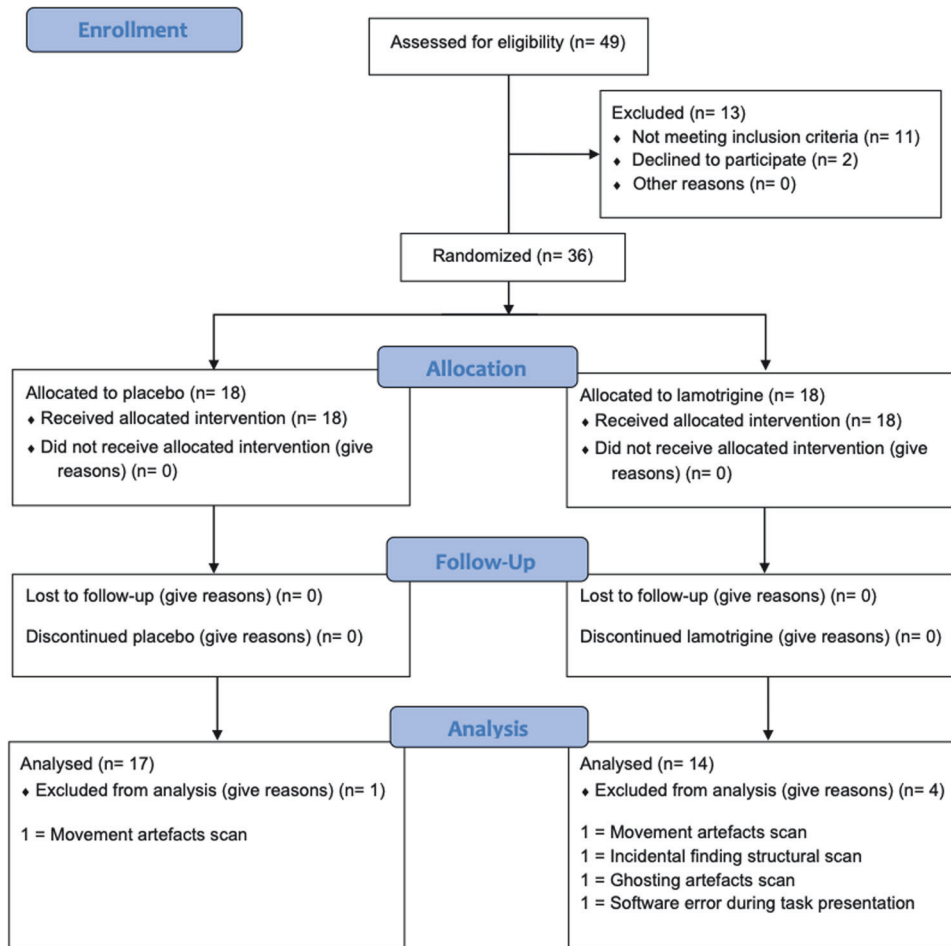 Enrollment
Assessed for eligibility (n= 49)
Excluded (n= 13)
♦ Not meeting inclusion criteria (n= 11)
♦ Declined to participate (n= 2)
♦ Other reasons (n= 0)
Randomized (n= 36)
Allocation
Allocated to placebo (n= 18)
♦ Received allocated intervention (n= 18)
♦ Did not receive allocated intervention (give
reasons) (n= 0)
Allocated to lamotrigine (n= 18)
♦ Received allocated intervention (n= 18)
♦ Did not receive allocated intervention (give
reasons) (n= 0)
Follow-Up
Lost to follow-up (give reasons) (n= 0)
Discontinued placebo (give reasons) (n= 0)
Lost to follow-up (give reasons) (n= 0)
Discontinued lamotrigine (give reasons) (n= 0)
Analysis
Analysed (n= 17)
♦ Excluded from analysis (give reasons) (n= 1)
1 = Movement artefacts scan
Analysed (n= 14)
♦ Excluded from analysis (give reasons) (n= 4)
1 = Movement artefacts scan
1 = Incidental finding structural scan
1 = Ghosting artefacts scan
1 = Software error during task presentation